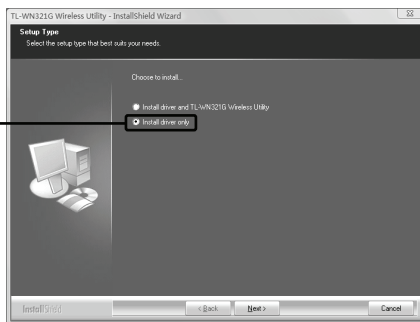 TL-WN321G Wireless Utility - InstallShield Wizard
Setup Type
Select the setup type that best suits your needs.
Choose to install...
Install driver and TL-WN321G Wireless Utility
Install driver only
InstallShield
< Back
Next >
Cancel